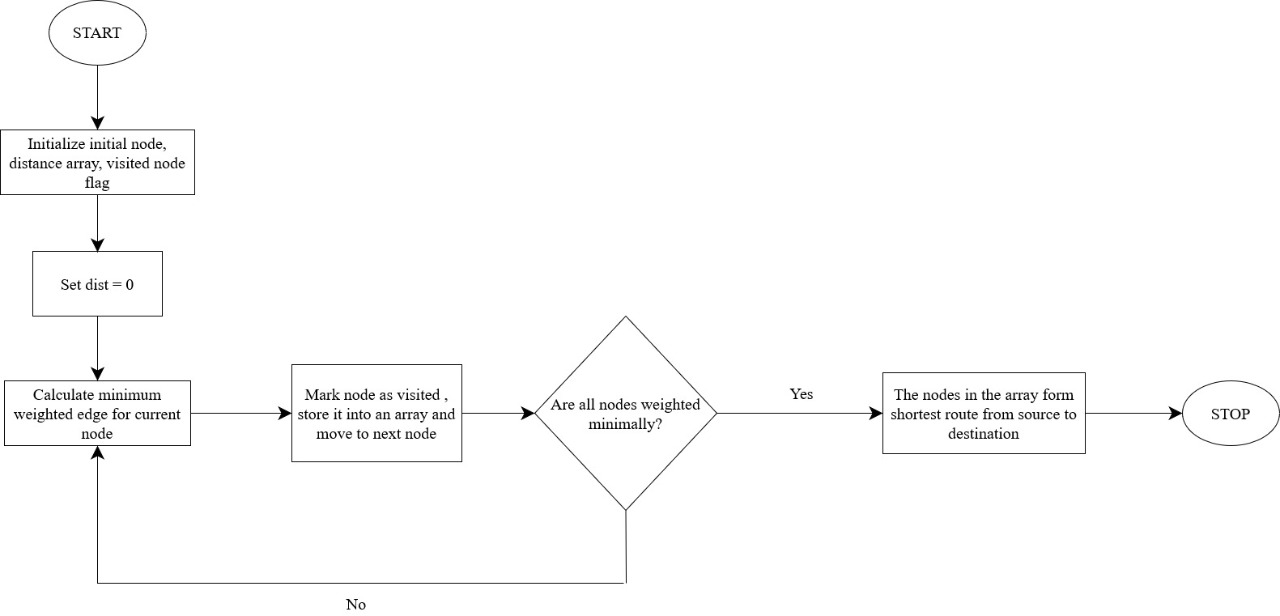 START
Initialize initial node,
distance array, visited node
flag
Set dist = 0
Calculate minimum
weighted edge for current
node
Mark node as visited ,
store it into an array and
move to next node
Are all nodes weighted
minimally?
Yes
The nodes in the array form
shortest route from source to
destination
STOP
No